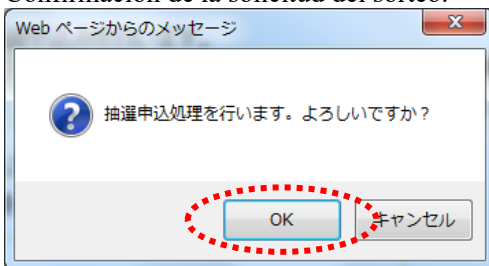 Confirmación de la solicitud del sorteo.
Web ページからのメッセージ
抽選申込処理を行います。よろしいですか？
OK
キャンセル